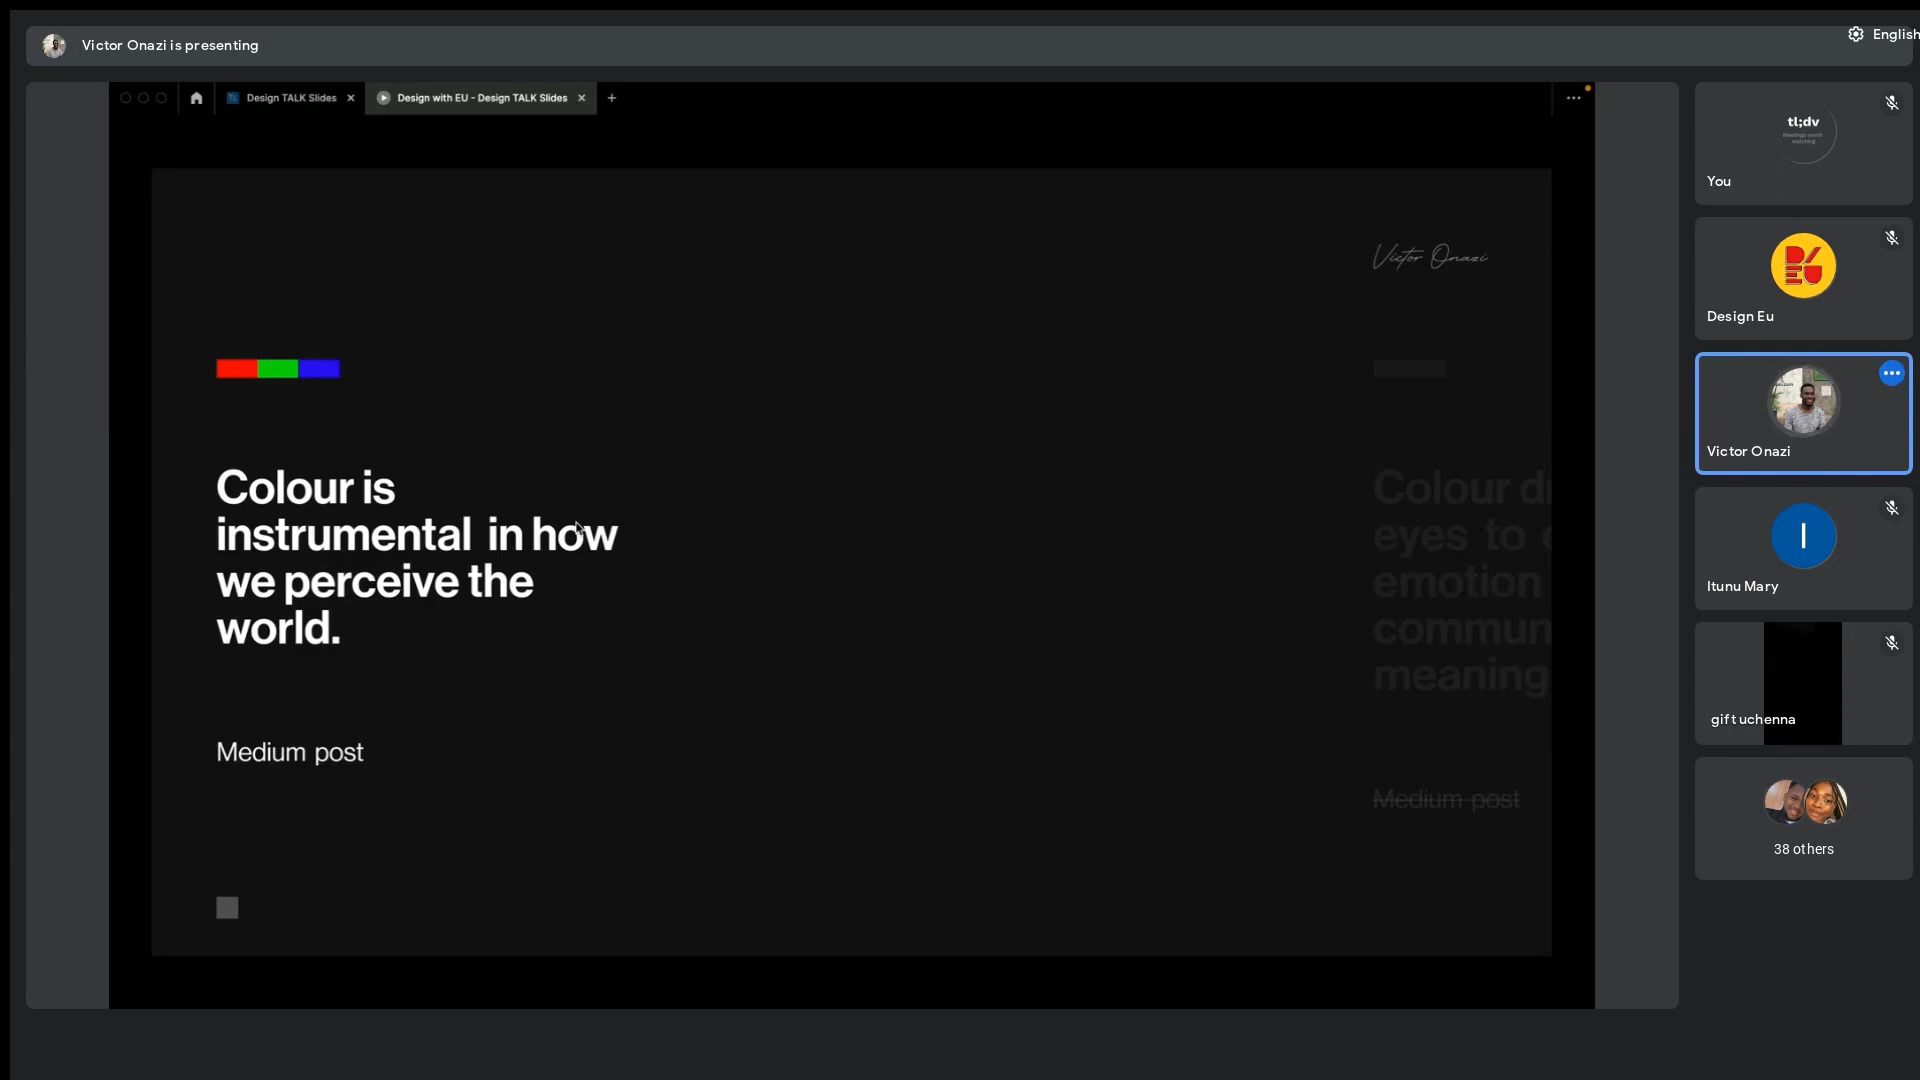 Victor Onazi is presenting
English
Design TALK Slides
Design with EU - Design TALK Slides
Victor Onazi
Colour is
instrumental in how
we perceive the
world.
Medium post
Colour
eyes to
emotion
commun
meaning
Medium post
tl;dv
You
D/
EU
Design Eu
Victor Onazi
I
Itunu Mary
gift uchenna
38 others